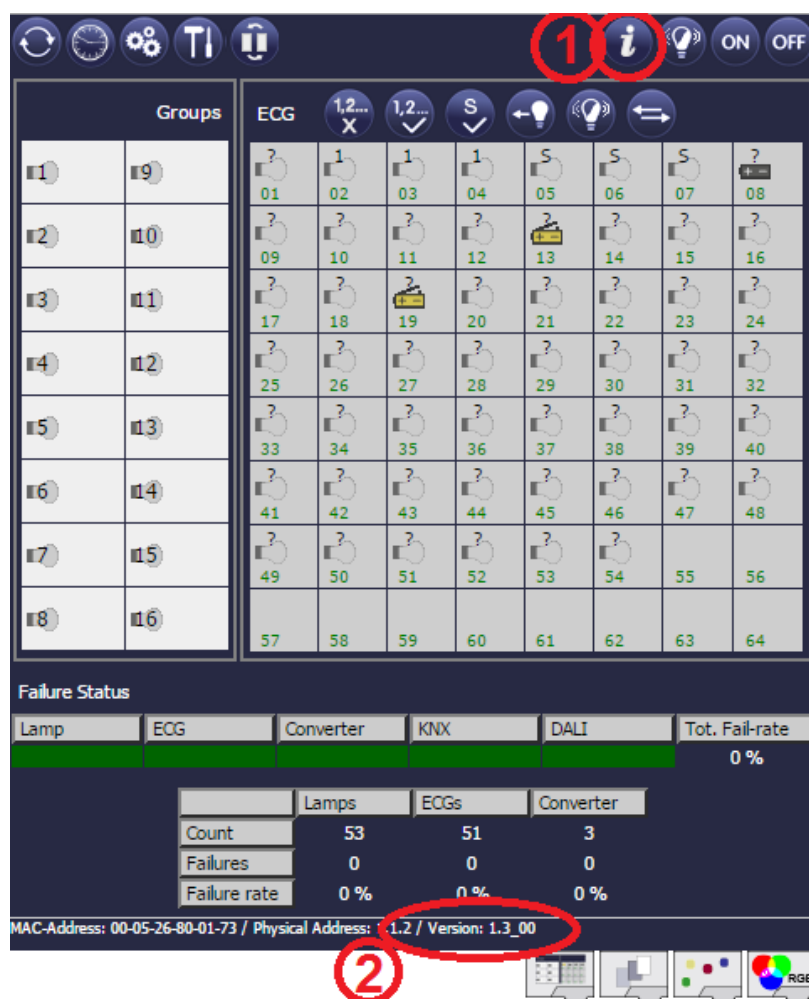 1 i ON OFF
Groups ECG 1,2... X 1,2... S
1 9 ? 1 1 1 S S S ?
01 02 03 04 05 06 07 08
2 10 ? ? ? ? ? ? ? ?
09 10 11 12 13 14 15 16
3 11 ? ? ? ? ? ? ? ?
17 18 19 20 21 22 23 24
4 12 ? ? ? ? ? ? ? ?
25 26 27 28 29 30 31 32
5 13 ? ? ? ? ? ? ? ?
33 34 35 36 37 38 39 40
6 14 ? ? ? ? ? ? ? ?
41 42 43 44 45 46 47 48
7 15 ? ? ? ? ? ?
49 50 51 52 53 54 55 56
8 16
57 58 59 60 61 62 63 64
Failure Status
Lamp ECG Converter KNX DALI Tot. Fail-rate
0 %
Lamps ECGs Converter
Count 53 51 3
Failures 0 0 0
Failure rate 0 % 0 % 0 %
MAC-Address: 00-05-26-80-01-73 / Physical Address: 1.1.2 / Version: 1.3_00
2
RGB